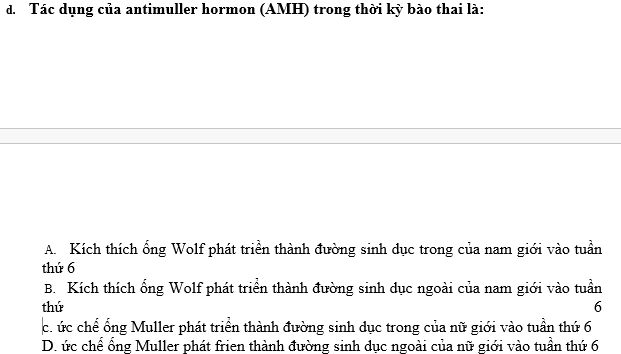 d. Tác dụng của antimuller hormon (AMH) trong thời kỳ bào thai là:
A. Kích thích ống Wolf phát triển thành đường sinh dục trong của nam giới vào tuần
thứ 6
B. Kích thích ống Wolf phát triển thành đường sinh dục ngoài của nam giới vào tuần
thứ 6
c. ức chế ống Muller phát triển thành đường sinh dục trong của nữ giới vào tuần thứ 6
D. ức chế ống Muller phát frien thành đường sinh dục ngoài của nữ giới vào tuần thứ 6